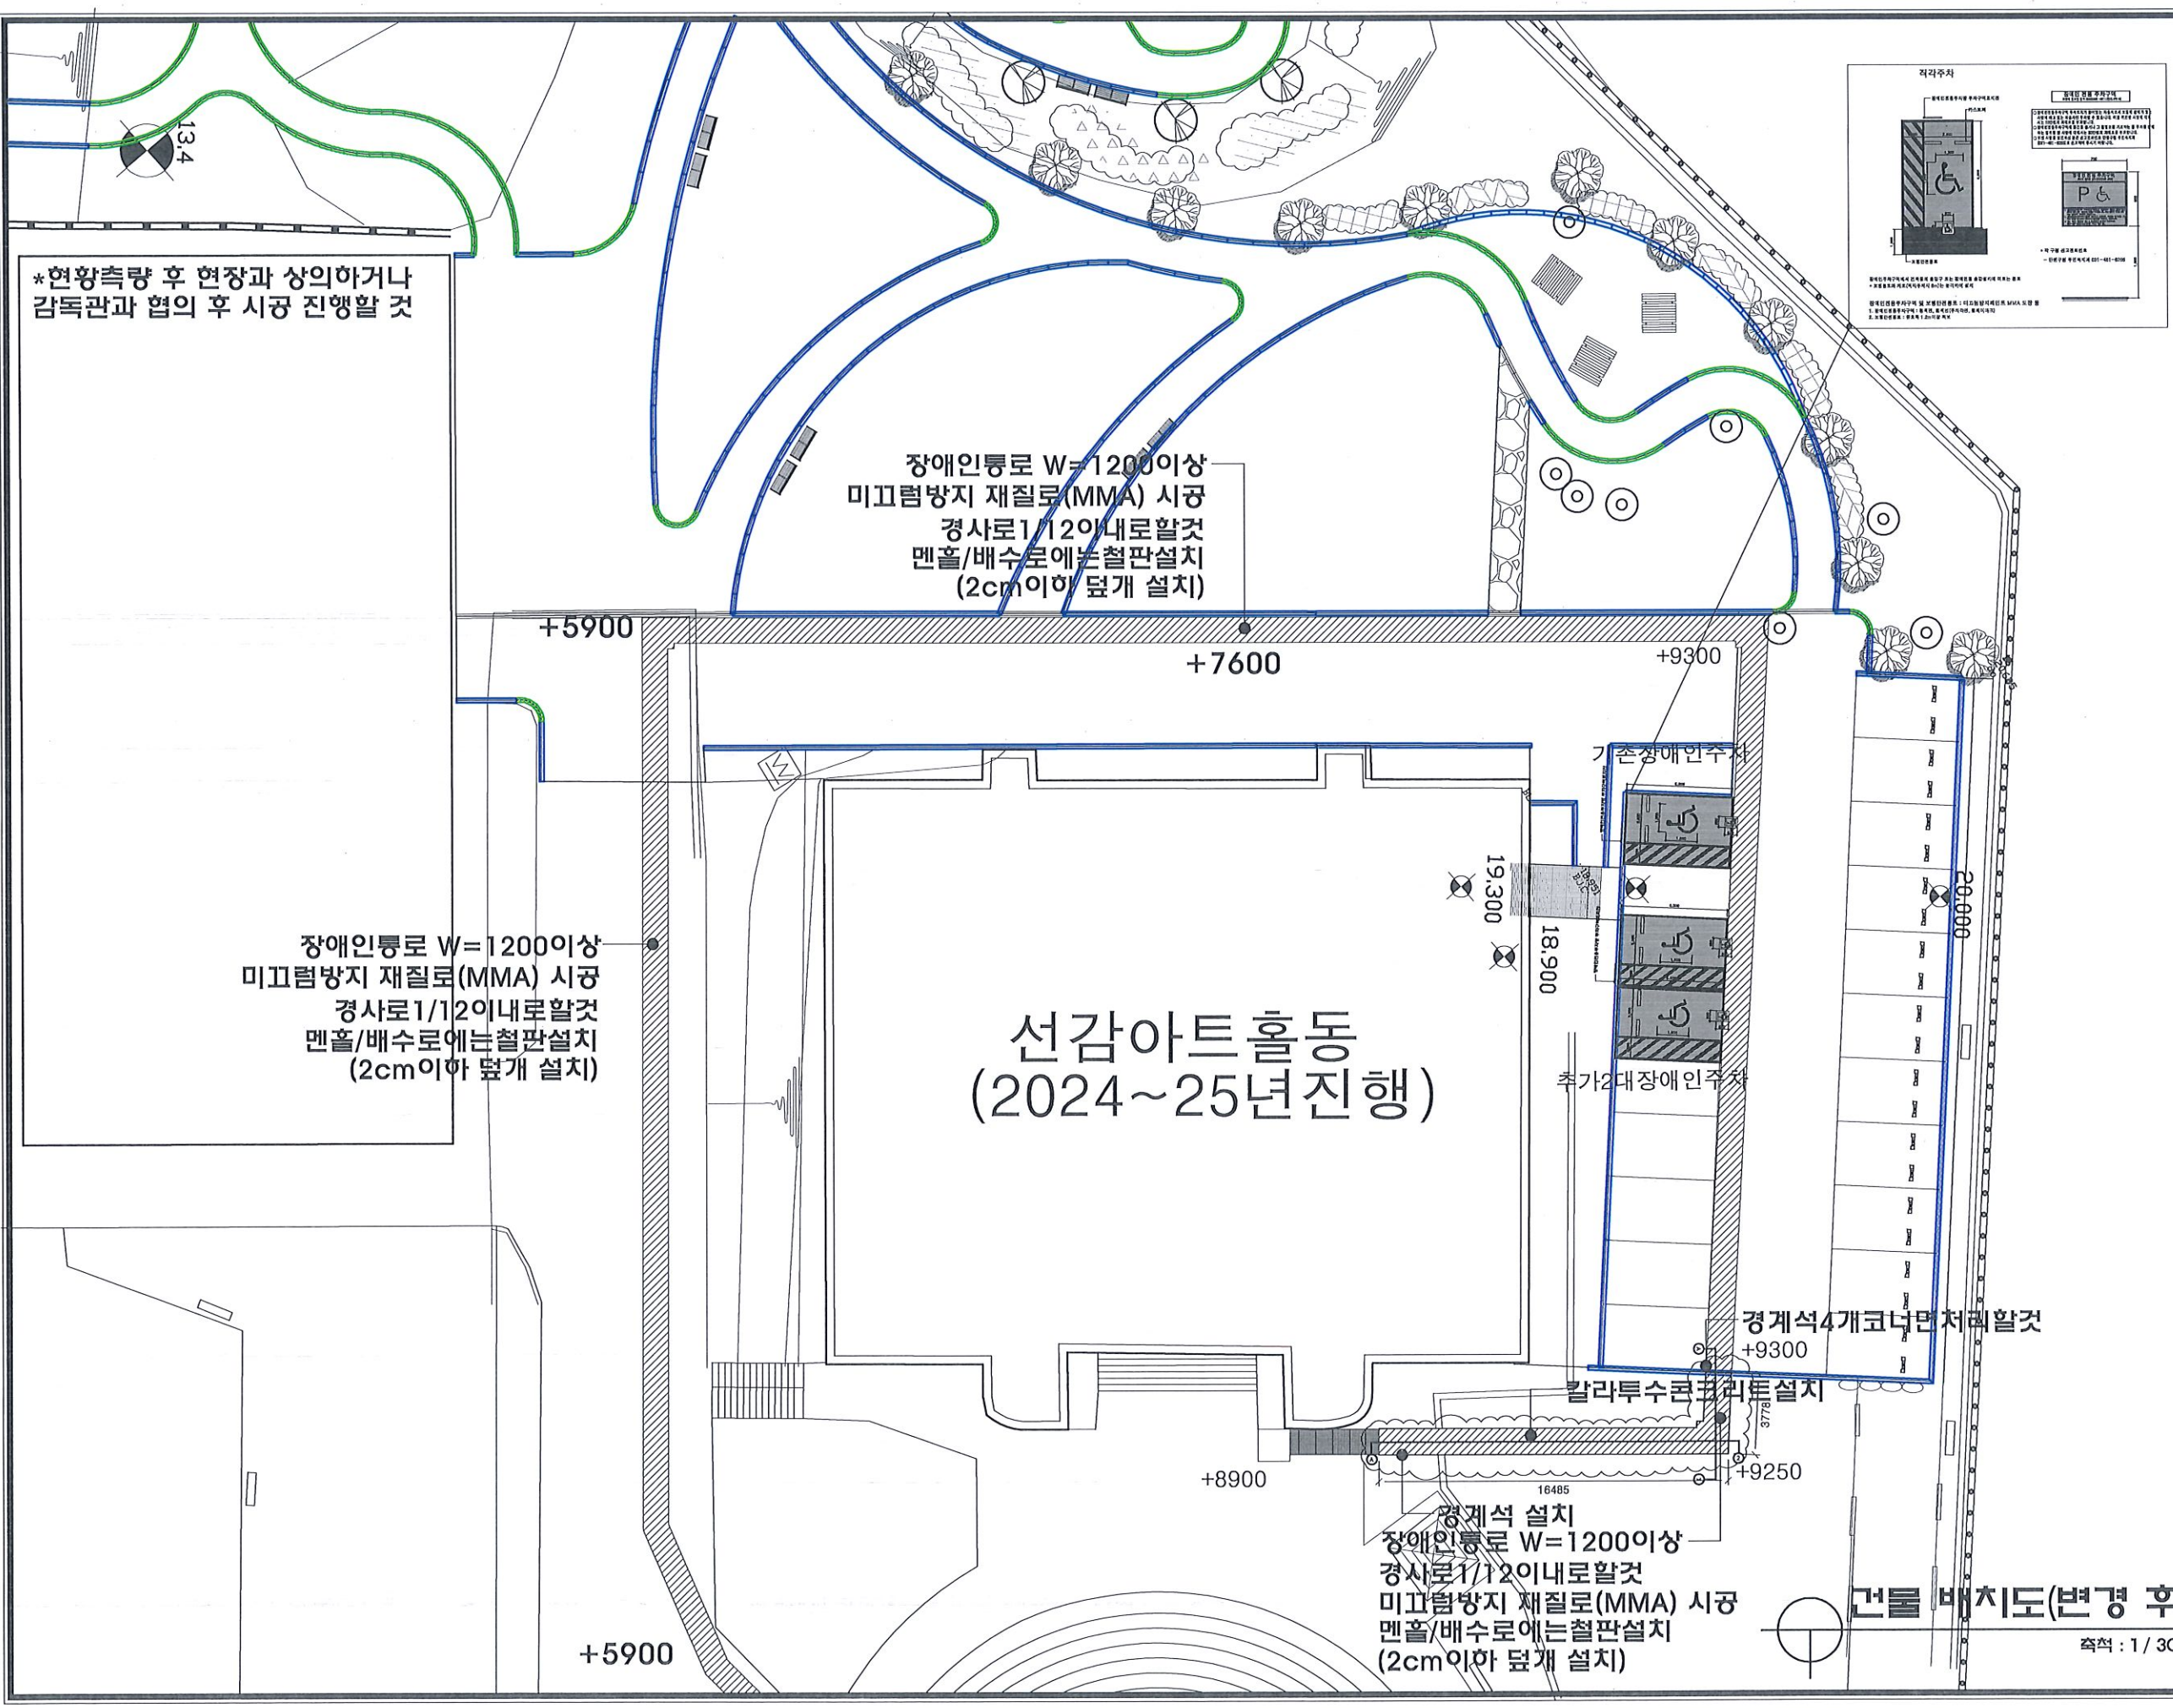 직각주차
P
13.4
*현황측량 후 현장과 상의하거나
감독관과 협의 후 시공 진행할 것
장애인통로 W=1200이상
미끄럼방지 재질로(MMA) 시공
경사로1/12이내로할것
멘홀/배수로에는철판설치
(2cm이하 덮개 설치)
+5900
+7600
+9300
기존장애인주차
19.300
18.900
20.000
장애인통로 W=1200이상
미끄럼방지 재질로(MMA) 시공
경사로1/12이내로할것
멘홀/배수로에는철판설치
(2cm이하 덮개 설치)
선감아트홀동
(2024~25년진행)
추가2대장애인주차
경계석4개코너면처리할것
+9300
칼라투수콘크리트설치
3778
+8900
+9250
16485
경계석 설치
장애인통로 W=1200이상
경사로1/12이내로할것
미끄럼방지 재질로(MMA) 시공
멘홀/배수로에는철판설치
(2cm이하 덮개 설치)
+5900
건물 배치도(변경 후
축척 : 1 / 30